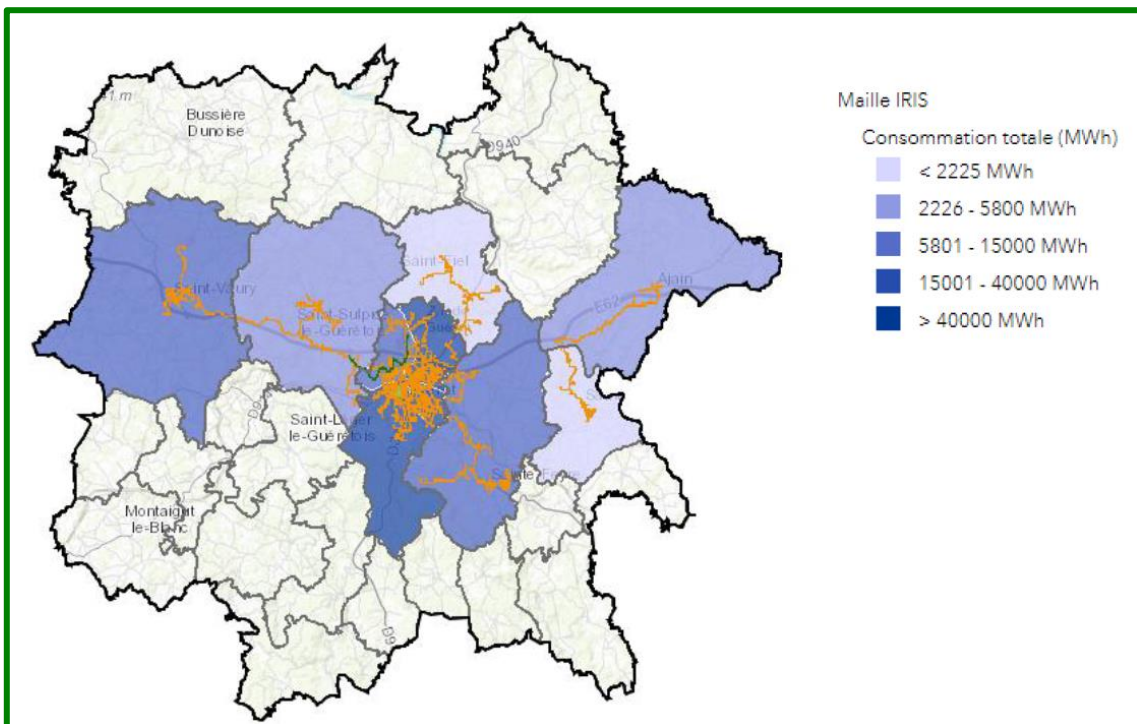 Bussière
Dunoise
D940
Saint-Fiel
Ajain
E62
Saint-Vaury
Saint-Sulpice
le-Guérétois
Saint-Léger
le-Guérétois
Sainte-Feyre
Montaigut
le-Blanc
Maille IRIS
Consommation totale (MWh)
< 2225 MWh
2226 - 5800 MWh
5801 - 15000 MWh
15001 - 40000 MWh
> 40000 MWh